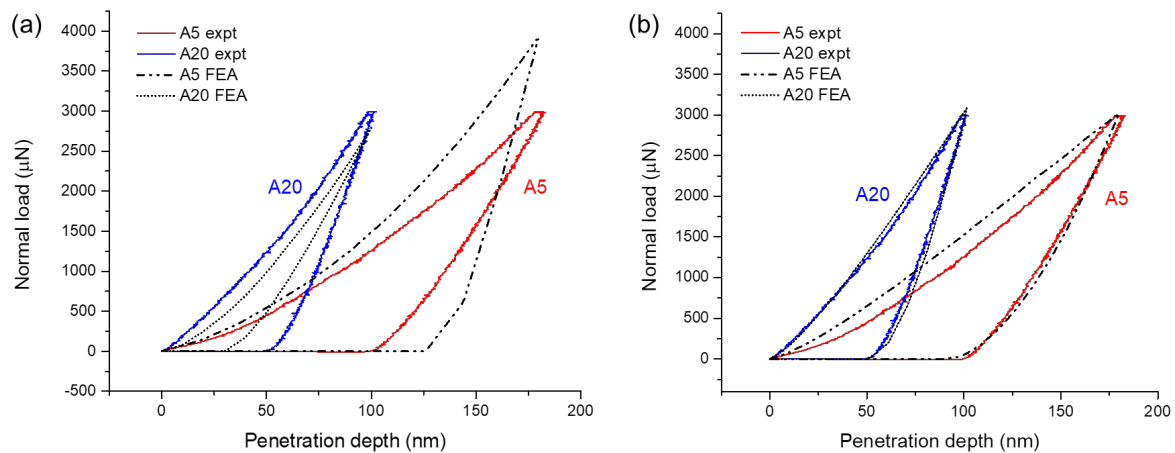 (a)
A5 expt
A20 expt
A5 FEA
A20 FEA
4000
3500
3000
2500
2000
1500
1000
500
0
-500
Normal load (μN)
A20
A5
0
50
100
150
200
Penetration depth (nm)
(b)
A5 expt
A20 expt
A5 FEA
A20 FEA
4000
3500
3000
2500
2000
1500
1000
500
0
Normal load (μN)
A20
A5
0
50
100
150
200
Penetration depth (nm)